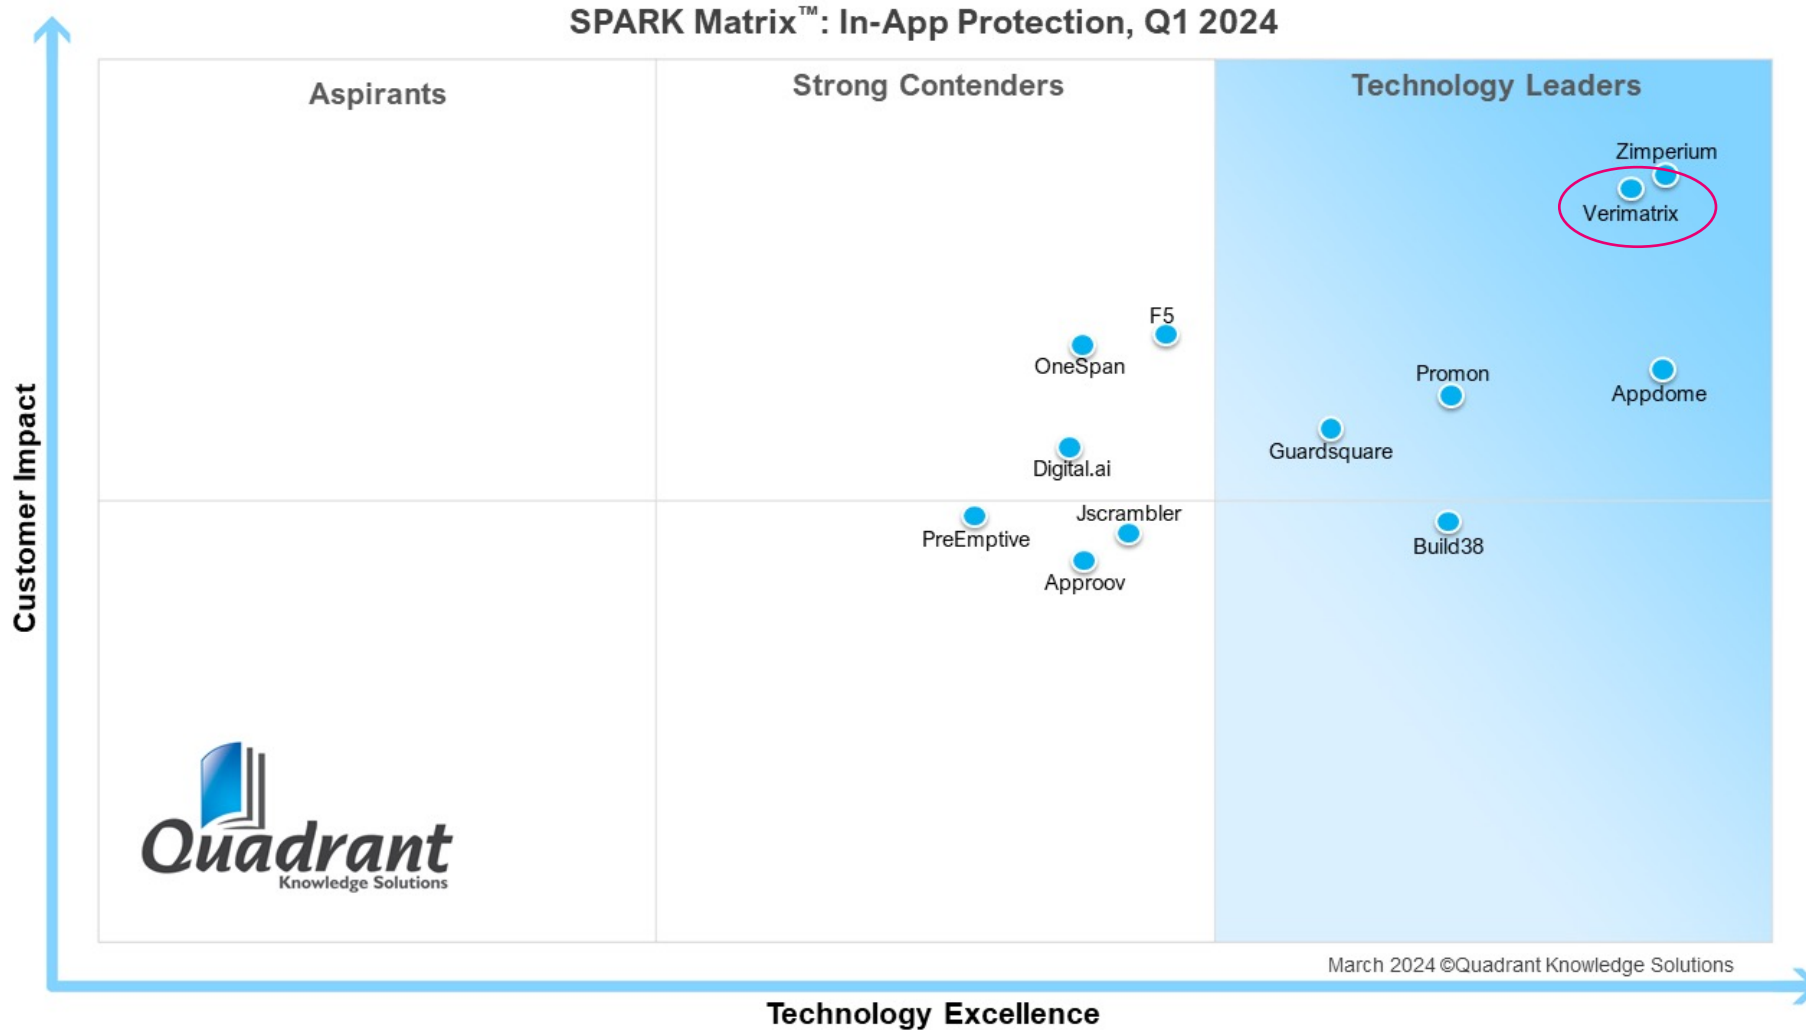 SPARK Matrix™: In-App Protection, Q1 2024
Aspirants
Strong Contenders
Technology Leaders
Zimperium
Verimatrix
F5
OneSpan
Promon
Appdome
Guardsquare
Digital.ai
Jscrambler
PreEmptive
Build38
Approov
Customer Impact
Quadrant
Knowledge Solutions
March 2024 ©Quadrant Knowledge Solutions
Technology Excellence